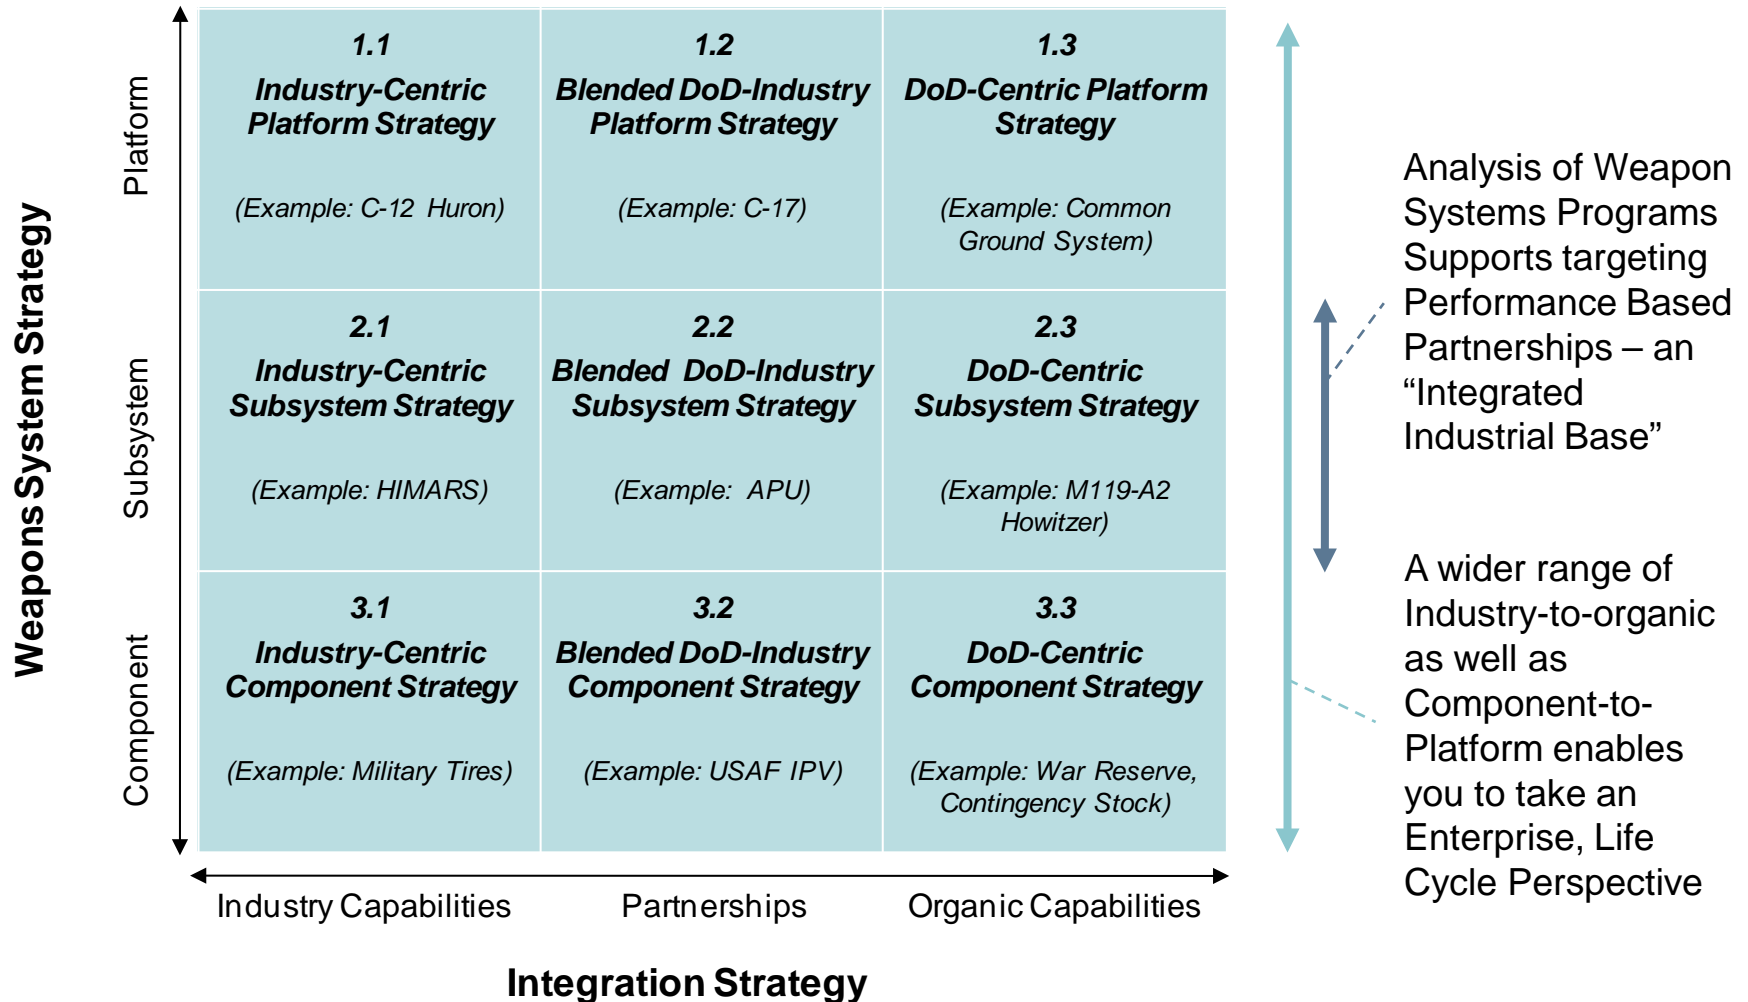 Weapons System Strategy
Platform
Subsystem
Component
1.1
Industry-Centric
Platform Strategy
(Example: C-12 Huron)
1.2
Blended DoD-Industry
Platform Strategy
(Example: C-17)
1.3
DoD-Centric Platform
Strategy
(Example: Common
Ground System)
2.1
Industry-Centric
Subsystem Strategy
(Example: HIMARS)
2.2
Blended DoD-Industry
Subsystem Strategy
(Example: APU)
2.3
DoD-Centric
Subsystem Strategy
(Example: M119-A2
Howitzer)
3.1
Industry-Centric
Component Strategy
(Example: Military Tires)
3.2
Blended DoD-Industry
Component Strategy
(Example: USAF IPV)
3.3
DoD-Centric
Component Strategy
(Example: War Reserve,
Contingency Stock)
Industry Capabilities
Partnerships
Organic Capabilities
Integration Strategy
Analysis of Weapon
Systems Programs
Supports targeting
Performance Based
Partnerships – an
“Integrated
Industrial Base”
A wider range of
Industry-to-organic
as well as
Component-to-
Platform enables
you to take an
Enterprise, Life
Cycle Perspective